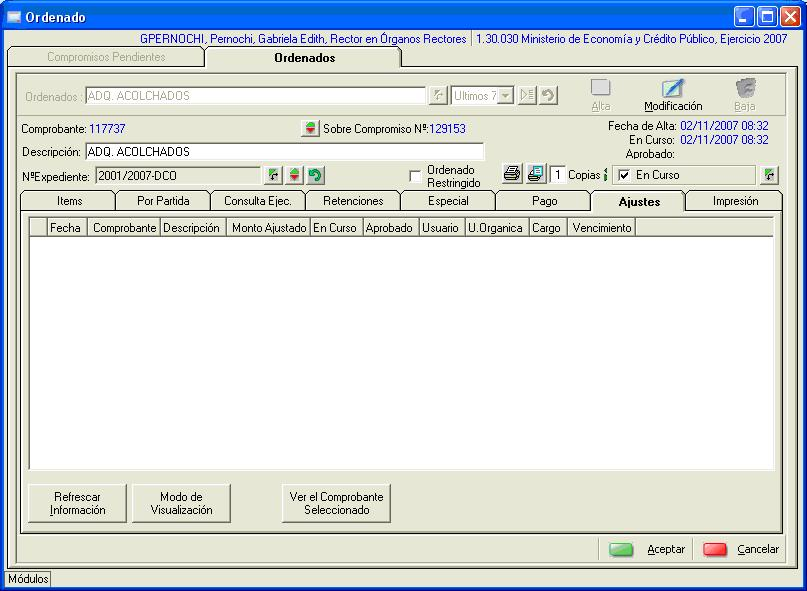 Ordenado
GPERNOCHI, Pernochi, Gabriela Edith, Rector en Órganos Rectores 1.30.030 Ministerio de Economía y Crédito Público, Ejercicio 2007
Compromisos Pendientes Ordenados
Ordenados : ADQ. ACOLCHADOS Ultimos 7 Alta Modificación Baja
Comprobante: 117737 Sobre Compromiso Nº: 129153 Fecha de Alta: 02/11/2007 08:32
En Curso: 02/11/2007 08:32
Descripción: ADQ. ACOLCHADOS Aprobado:
NºExpediente: 2001/2007-DCO Ordenado Restringido 1 Copias En Curso
Items Por Partida Consulta Ejec. Retenciones Especial Pago Ajustes Impresión
Fecha Comprobante Descripción Monto Ajustado En Curso Aprobado Usuario U.Organica Cargo Vencimiento
Refrescar Información Modo de Visualización Ver el Comprobante Seleccionado
Aceptar Cancelar
Módulos